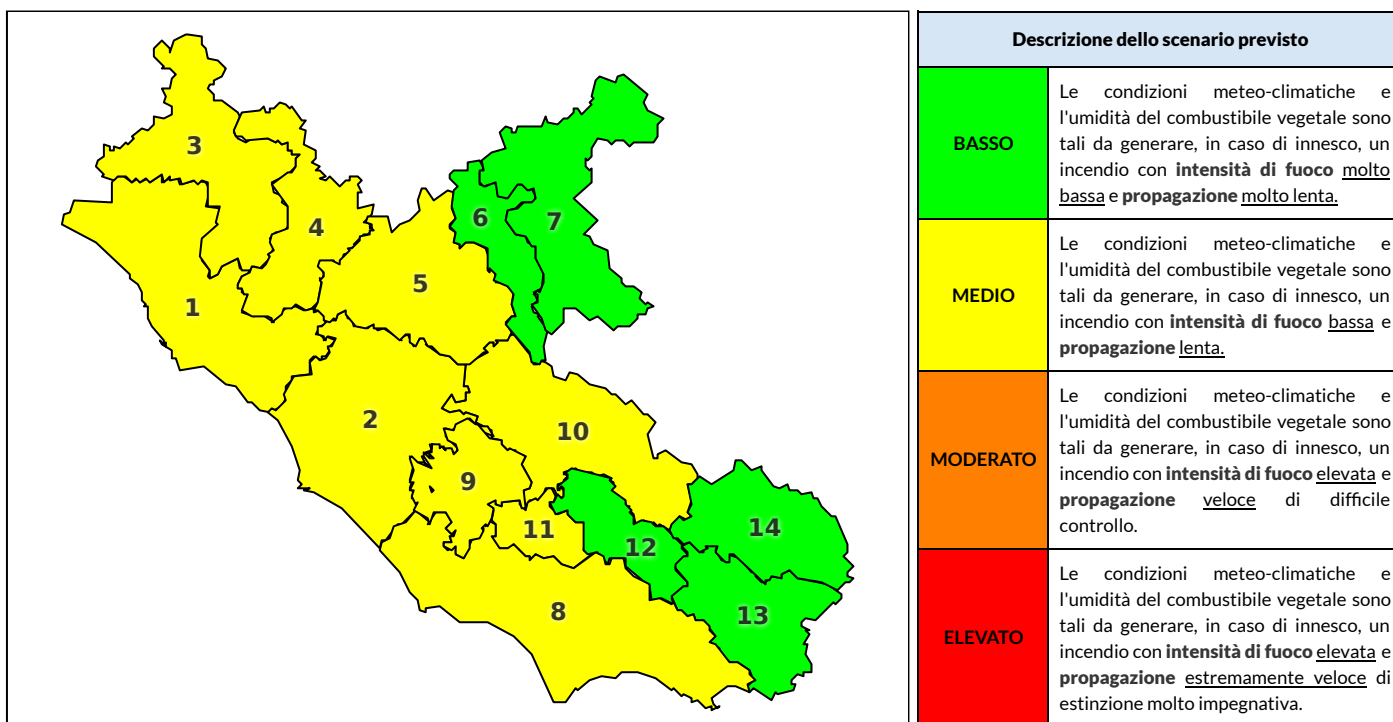 3
6
7
4
5
1
2
10
9
11
14
12
8
13
Descrizione dello scenario previsto
BASSO
Le condizioni meteo-climatiche e
l'umidità del combustibile vegetale sono
tali da generare, in caso di innesco, un
incendio con intensità di fuoco molto
bassa e propagazione molto lenta.
MEDIO
Le condizioni meteo-climatiche e
l'umidità del combustibile vegetale sono
tali da generare, in caso di innesco, un
incendio con intensità di fuoco bassa e
propagazione lenta.
MODERATO
Le condizioni meteo-climatiche e
l'umidità del combustibile vegetale sono
tali da generare, in caso di innesco, un
incendio con intensità di fuoco elevata e
propagazione veloce di difficile
controllo.
ELEVATO
Le condizioni meteo-climatiche e
l'umidità del combustibile vegetale sono
tali da generare, in caso di innesco, un
incendio con intensità di fuoco elevata e
propagazione estremamente veloce di
estinzione molto impegnativa.